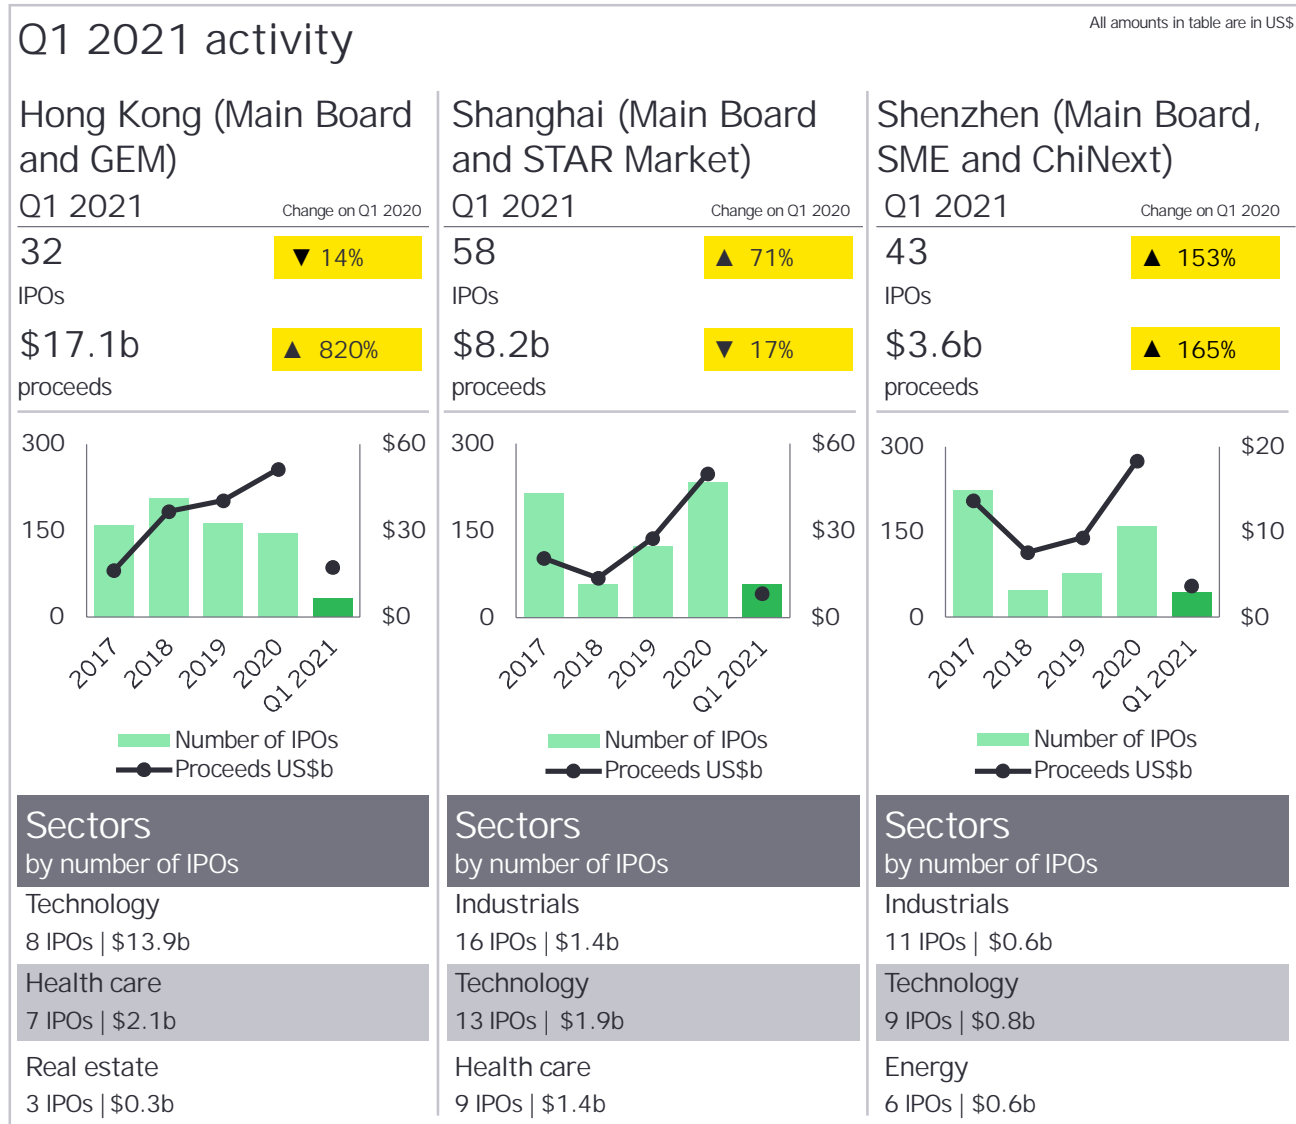 Q1 2021 activity
All amounts in table are in US$
Hong Kong (Main Board
and GEM)
Q1 2021
Change on Q1 2020
32
▼ 14%
IPOs
$17.1b
▲ 820%
proceeds
300
150
0
$60
$30
$0
2017
2018
2019
2020
Q1 2021
Number of IPOs
Proceeds US$b
Sectors
by number of IPOs
Technology
8 IPOs | $13.9b
Health care
7 IPOs | $2.1b
Real estate
3 IPOs | $0.3b
Shanghai (Main Board
and STAR Market)
Q1 2021
Change on Q1 2020
58
▲ 71%
IPOs
$8.2b
▼ 17%
proceeds
300
150
0
$60
$30
$0
2017
2018
2019
2020
Q1 2021
Number of IPOs
Proceeds US$b
Sectors
by number of IPOs
Industrials
16 IPOs | $1.4b
Technology
13 IPOs | $1.9b
Health care
9 IPOs | $1.4b
Shenzhen (Main Board,
SME and ChiNext)
Q1 2021
Change on Q1 2020
43
▲ 153%
IPOs
$3.6b
▲ 165%
proceeds
300
150
0
$20
$10
$0
2017
2018
2019
2020
Q1 2021
Number of IPOs
Proceeds US$b
Sectors
by number of IPOs
Industrials
11 IPOs | $0.6b
Technology
9 IPOs | $0.8b
Energy
6 IPOs | $0.6b